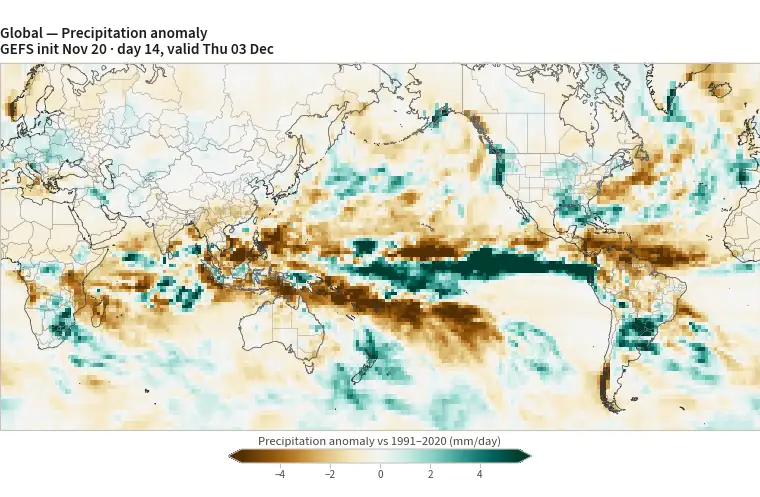 Global — Precipitation anomaly
GEFS init Nov 20 · day 14, valid Thu 03 Dec
Precipitation anomaly vs 1991–2020 (mm/day)
−4 −2 0 2 4